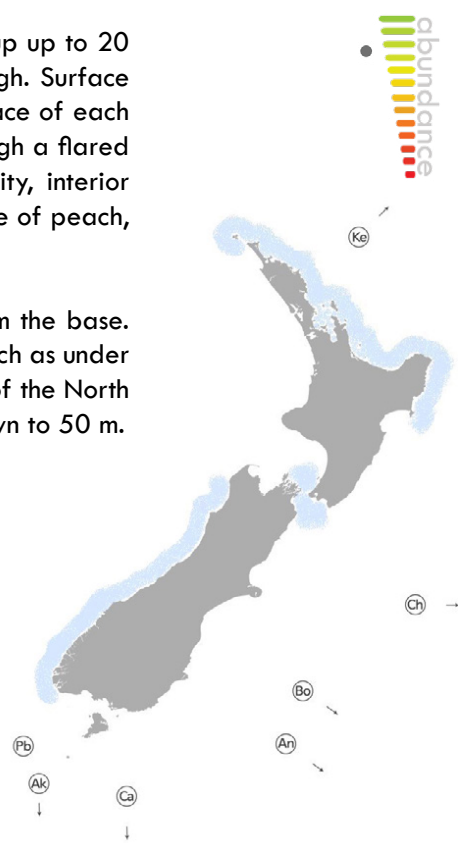 up up to 20
gh. Surface
ace of each
gh a flared
ity, interior
e of peach,
m the base.
ch as under
of the North
wn to 50 m.
abundance
Ke
Ch
Bo
An
Pb
Ak
Ca